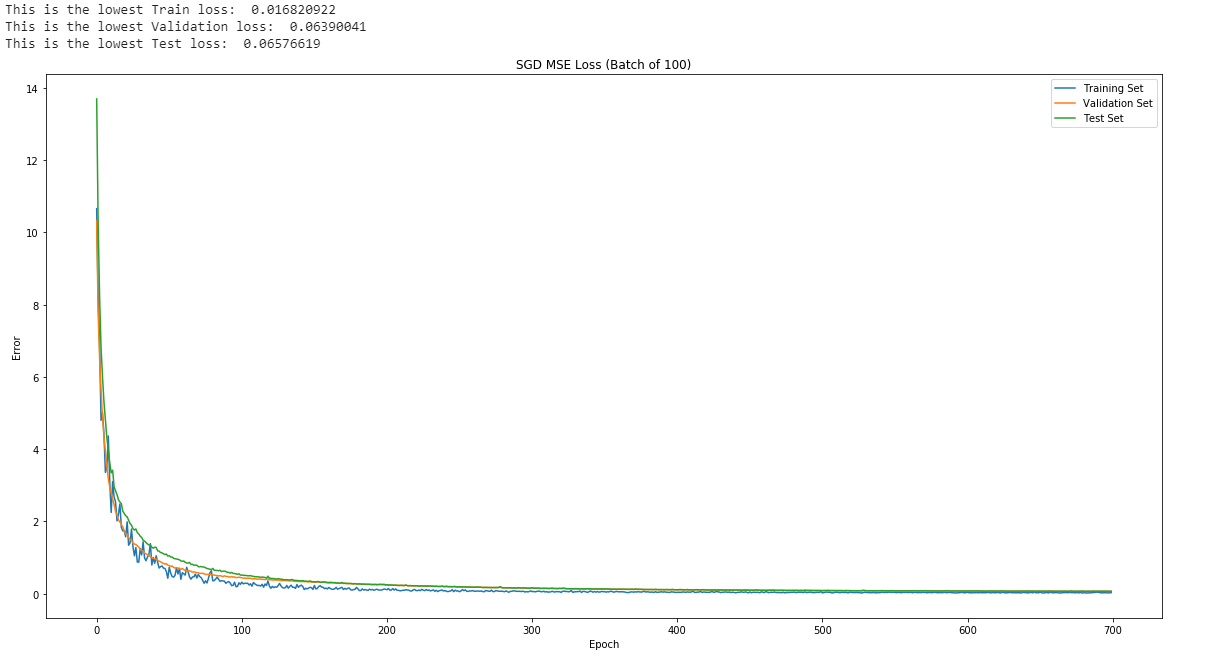 This is the lowest Train loss:  0.016820922
This is the lowest Validation loss:  0.06390041
This is the lowest Test loss:  0.06576619
SGD MSE Loss (Batch of 100)
Training Set
Validation Set
Test Set
14
12
10
8
6
4
2
0
Error
0 100 200 300 400 500 600 700
Epoch